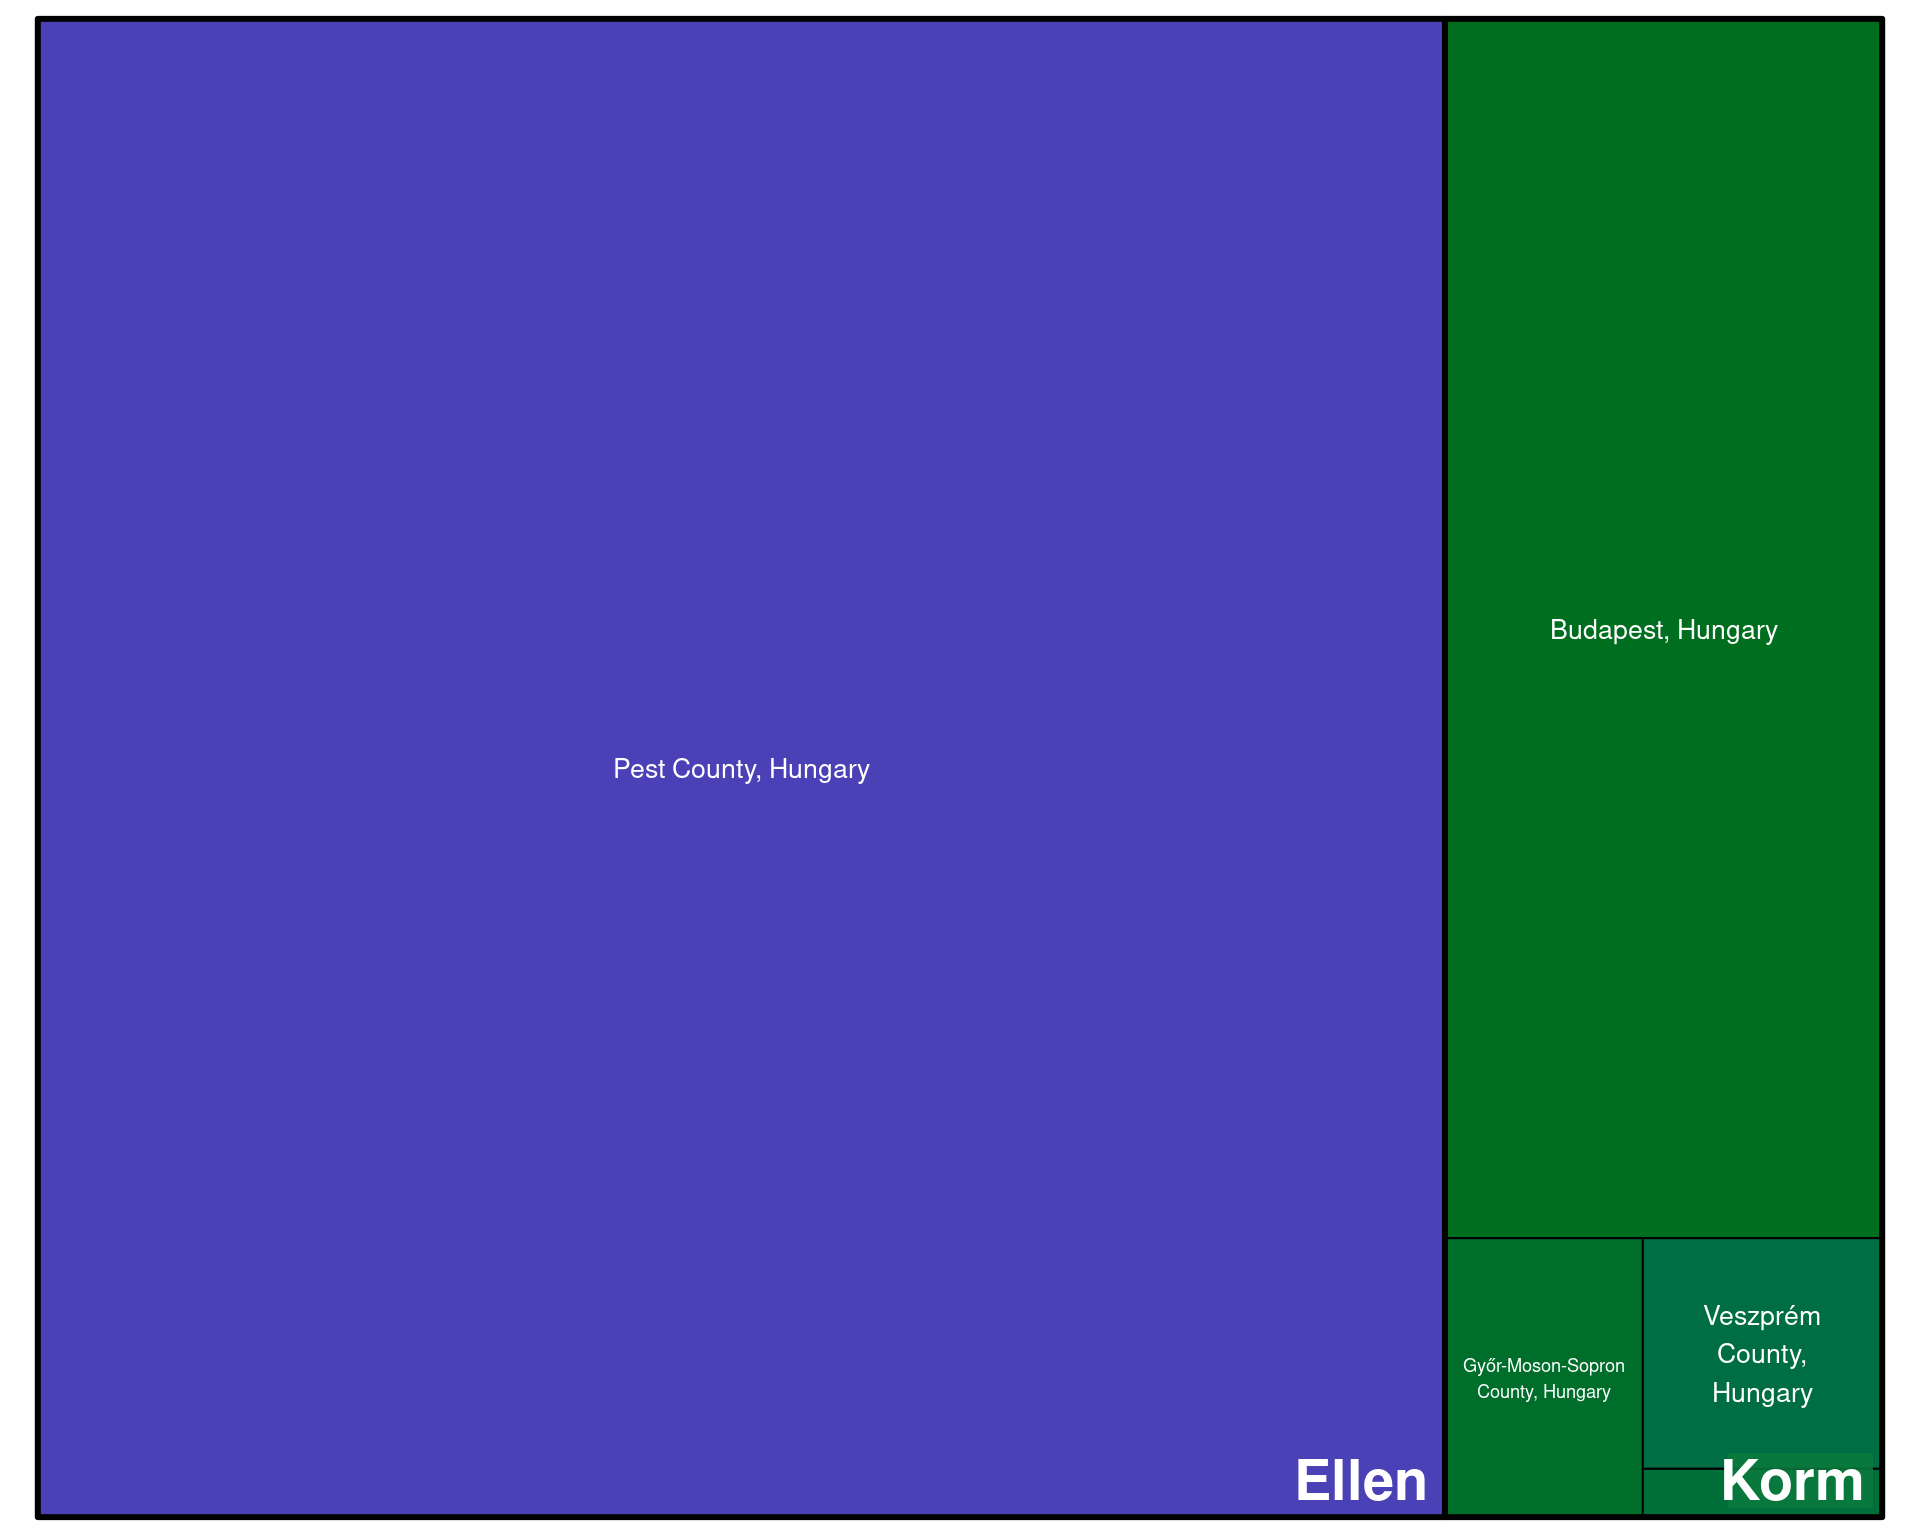 Pest County, Hungary
Ellen
Budapest, Hungary
Győr-Moson-Sopron
County, Hungary
Veszprém
County,
Hungary
Korm